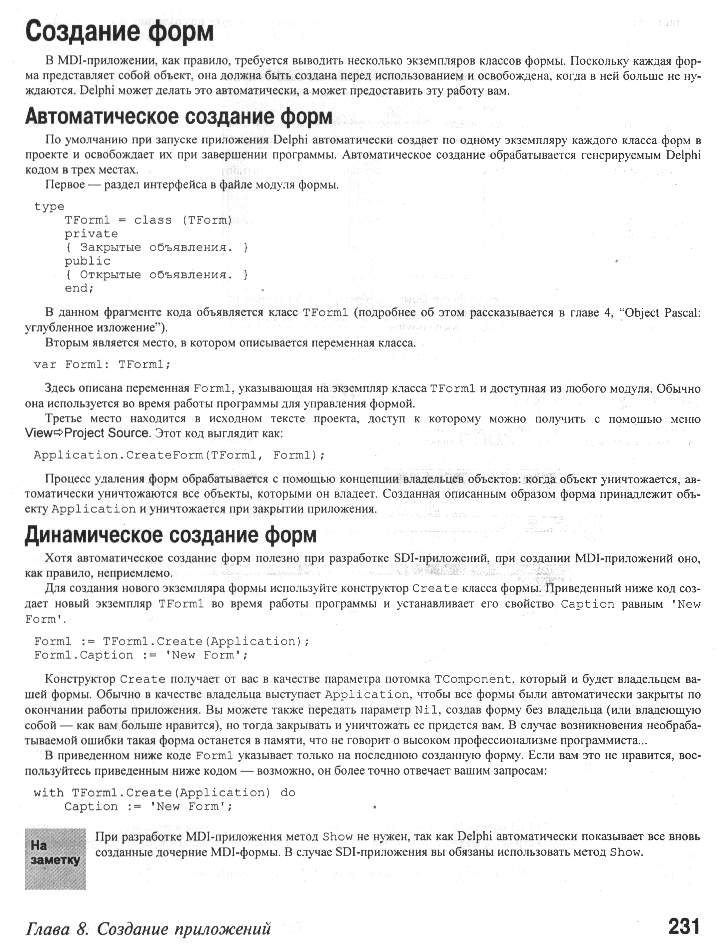 Создание форм
В MDI-приложении, как правило, требуется выводить несколько экземпляров классов формы. Поскольку каждая фор-
ма представляет собой объект, она должна быть создана перед использованием и освобождена, когда в ней больше не ну-
ждаются. Delphi может делать это автоматически, а может предоставить эту работу вам.
Автоматическое создание форм
По умолчанию при запуске приложения Delphi автоматически создает по одному экземпляру каждого класса форм в
проекте и освобождает их при завершении программы. Автоматическое создание обрабатывается генерируемым Delphi
кодом в трех местах.
Первое — раздел интерфейса в файле модуля формы.
type
TForm1 = class (TForm)
private
{ Закрытые объявления. }
public
{ Открытые объявления. }
end;
В данном фрагменте кода объявляется класс TForm1 (подробнее об этом рассказывается в главе 4, “Object Pascal:
углубленное изложение”).
Вторым является место, в котором описывается переменная класса.
var Form1: TForm1;
Здесь описана переменная Form1, указывающая на экземпляр класса TForm1 и доступная из любого модуля. Обычно
она используется во время работы программы для управления формой.
Третье место находится в исходном тексте проекта, доступ к которому можно получить с помощью меню
View⇨Project Source. Этот код выглядит как:
Application.CreateForm(TForm1, Form1);
Процесс удаления форм обрабатывается с помощью концепции владельцев объектов: когда объект уничтожается, ав-
томатически уничтожаются все объекты, которыми он владеет. Созданная описанным образом форма принадлежит объ-
екту Application и уничтожается при закрытии приложения.
Динамическое создание форм
Хотя автоматическое создание форм полезно при разработке SDI-приложений, при создании MDI-приложений оно,
как правило, неприемлемо.
Для создания нового экземпляра формы используйте конструктор Create класса формы. Приведенный ниже код соз-
дает новый экземпляр TForm1 во время работы программы и устанавливает его свойство Caption равным 'New
Form'.
Form1 := TForm1.Create(Application);
Form1.Caption := 'New Form';
Конструктор Create получает от вас в качестве параметра потомка TComponent, который и будет владельцем ва-
шей формы. Обычно в качестве владельца выступает Application, чтобы все формы были автоматически закрыты по
окончании работы приложения. Вы можете также передать параметр Nil, создав форму без владельца (или владеющую
собой — как вам больше нравится), но тогда закрывать и уничтожать ее придется вам. В случае возникновения необраба-
тываемой ошибки такая форма останется в памяти, что не говорит о высоком профессионализме программиста...
В приведенном ниже коде Form1 указывает только на последнюю созданную форму. Если вам это не нравится, вос-
пользуйтесь приведенным ниже кодом — возможно, он более точно отвечает вашим запросам:
with TForm1.Create(Application) do
Caption := 'New Form';
На
заметку
При разработке MDI-приложения метод Show не нужен, так как Delphi автоматически показывает все вновь
созданные дочерние MDI-формы. В случае SDI-приложения вы обязаны использовать метод Show.
Глава 8. Создание приложений 231